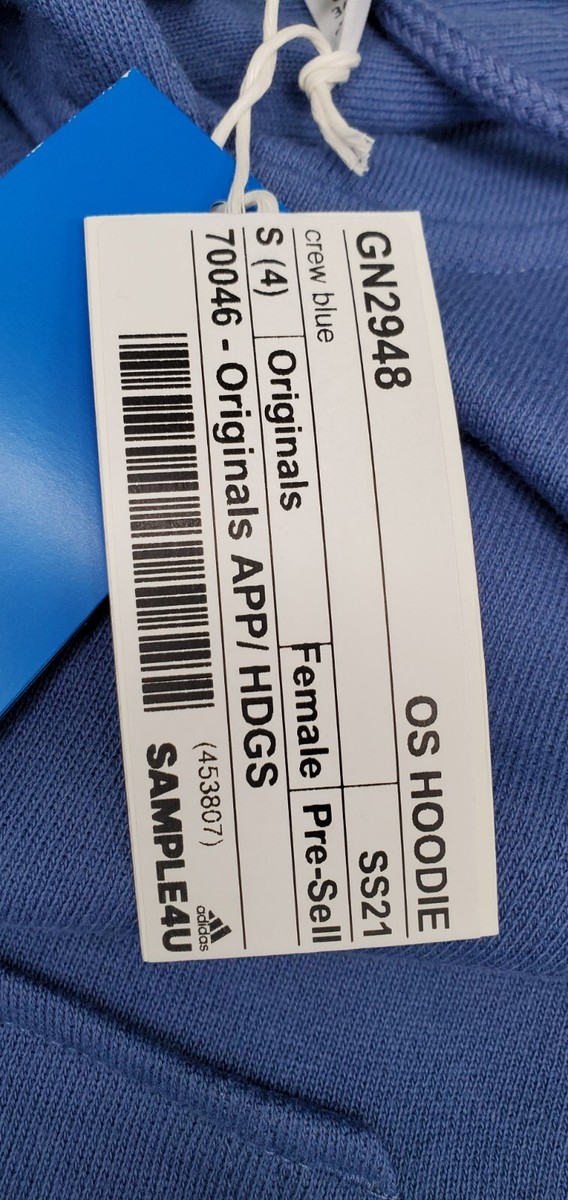 GN2948 OS HOODIE
crew blue SS21
S (4) Originals Female Pre-Sell
70046 - Originals APP/ HDGS
(453807) adidas
SAMPLE4U